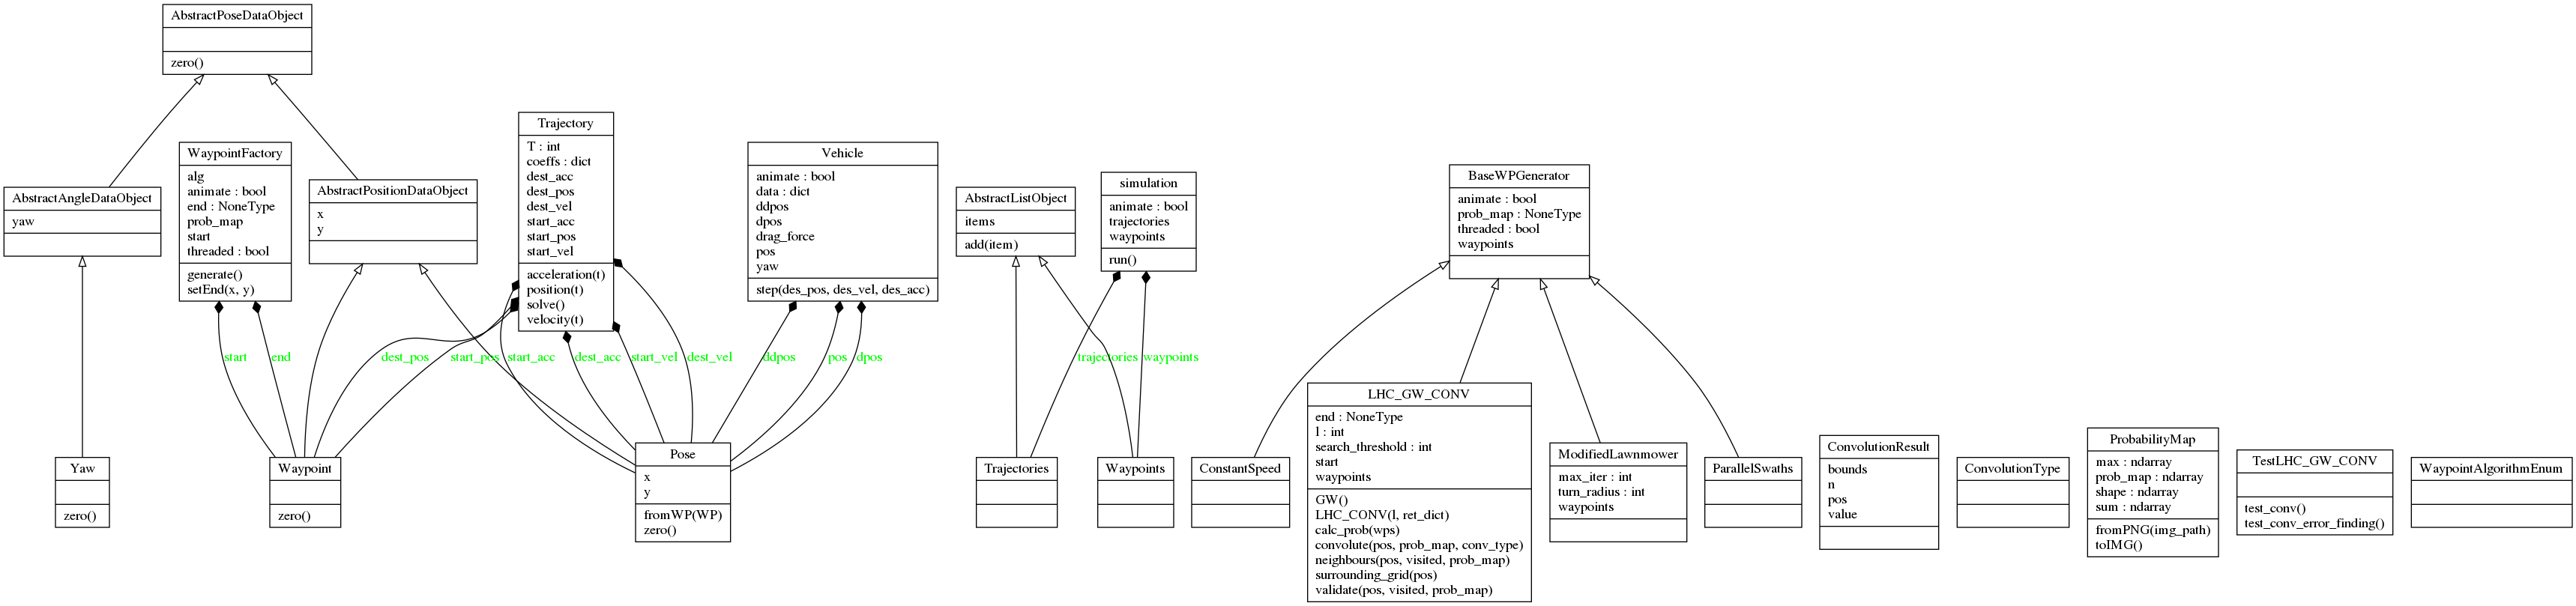 AbstractPoseDataObject
zero()
AbstractAngleDataObject
yaw
WaypointFactory
alg
animate : bool
end : NoneType
prob_map
start
threaded : bool
generate()
setEnd(x, y)
AbstractPositionDataObject
x
y
Trajectory
T : int
coeffs : dict
dest_acc
dest_pos
dest_vel
start_acc
start_pos
start_vel
acceleration(t)
position(t)
solve()
velocity(t)
Vehicle
animate : bool
data : dict
ddpos
dpos
drag_force
pos
yaw
step(des_pos, des_vel, des_acc)
AbstractListObject
items
add(item)
simulation
animate : bool
trajectories
waypoints
run()
BaseWPGenerator
animate : bool
prob_map : NoneType
threaded : bool
waypoints
start
end
dest_pos
start_pos
start_acc
dest_acc
start_vel
dest_vel
ddpos
pos
dpos
trajectories
waypoints
Yaw
zero()
Waypoint
zero()
Pose
x
y
fromWP(WP)
zero()
Trajectories
Waypoints
ConstantSpeed
LHC_GW_CONV
end : NoneType
l : int
search_threshold : int
start
waypoints
GW()
LHC_CONV(l, ret_dict)
calc_prob(wps)
convolute(pos, prob_map, conv_type)
neighbours(pos, visited, prob_map)
surrounding_grid(pos)
validate(pos, visited, prob_map)
ModifiedLawnmower
max_iter : int
turn_radius : int
waypoints
ParallelSwaths
ConvolutionResult
bounds
n
pos
value
ConvolutionType
ProbabilityMap
max : ndarray
prob_map : ndarray
shape : ndarray
sum : ndarray
fromPNG(img_path)
toIMG()
TestLHC_GW_CONV
test_conv()
test_conv_error_finding()
WaypointAlgorithmEnum